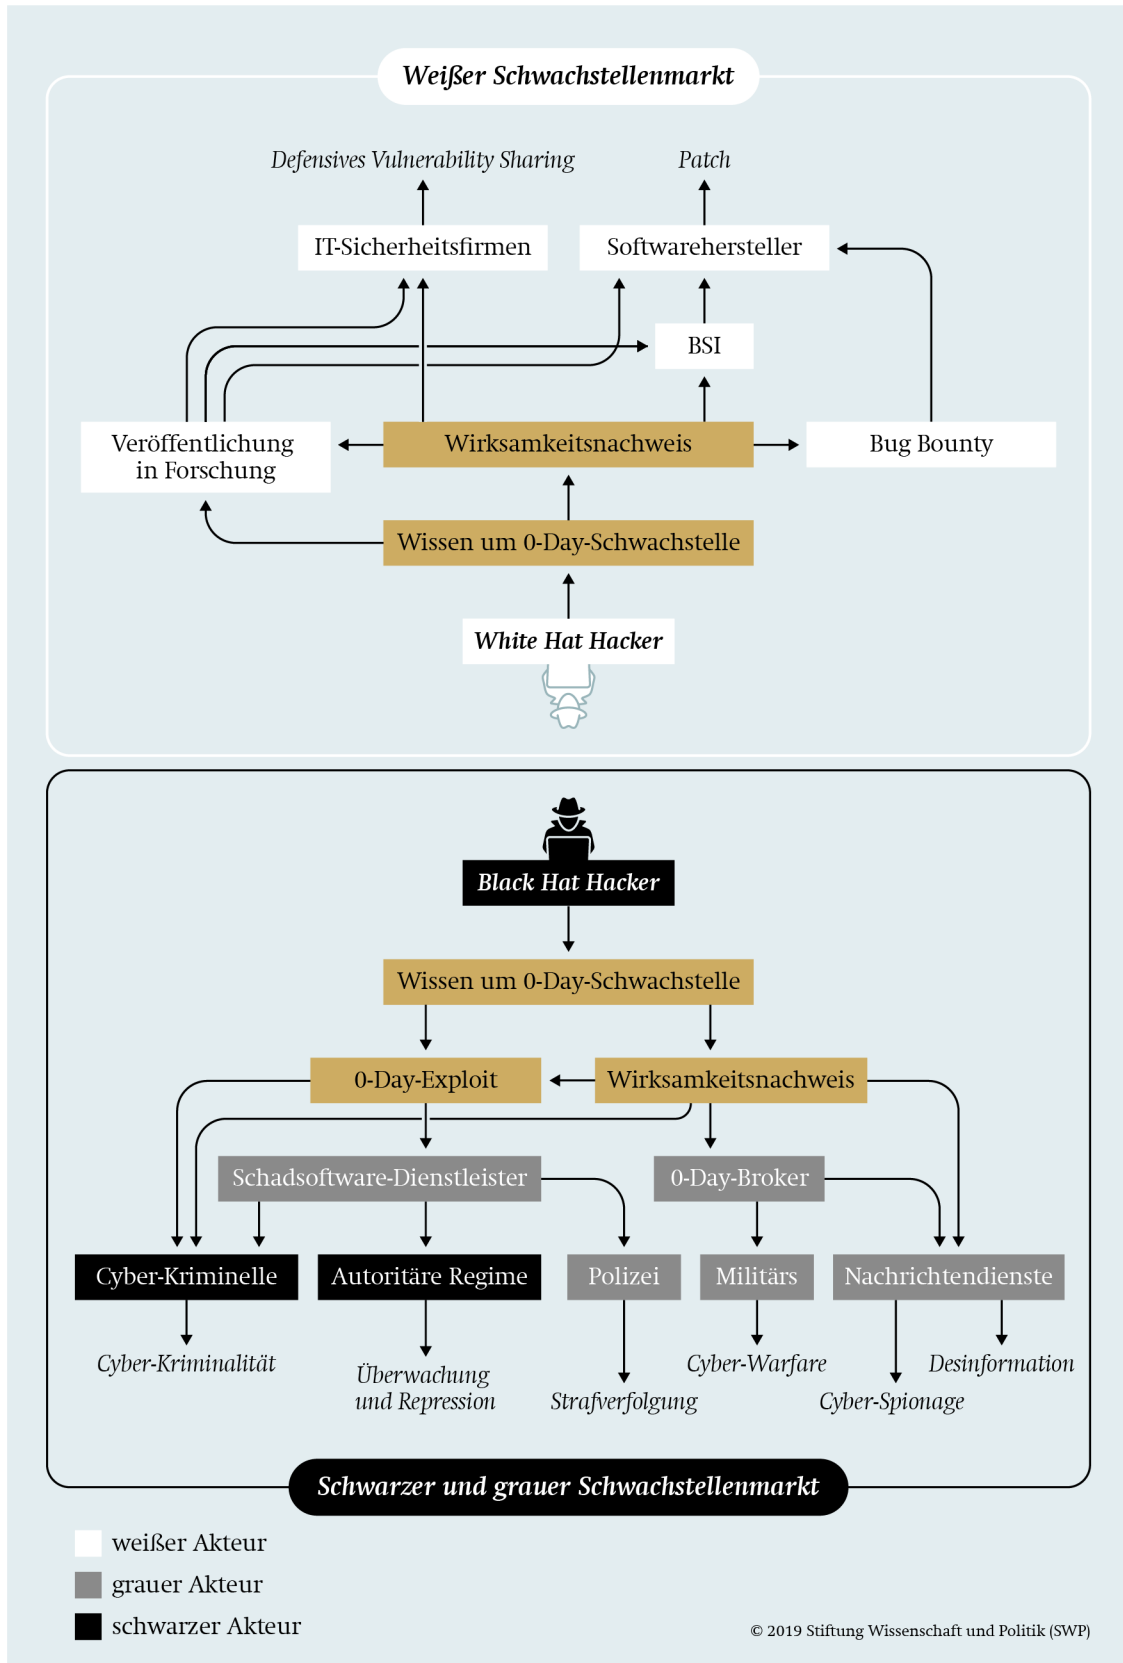 Weißer Schwachstellenmarkt
Defensives Vulnerability Sharing
Patch
IT-Sicherheitsfirmen
Softwarehersteller
BSI
Veröffentlichung
in Forschung
Wirksamkeitsnachweis
Bug Bounty
Wissen um 0-Day-Schwachstelle
White Hat Hacker
Black Hat Hacker
Wissen um 0-Day-Schwachstelle
0-Day-Exploit
Wirksamkeitsnachweis
Schadsoftware-Dienstleister
0-Day-Broker
Cyber-Kriminelle
Autoritäre Regime
Polizei
Militärs
Nachrichtendienste
Cyber-Kriminalität
Überwachung
und Repression
Strafverfolgung
Cyber-Warfare
Cyber-Spionage
Desinformation
Schwarzer und grauer Schwachstellenmarkt
weißer Akteur
grauer Akteur
schwarzer Akteur
© 2019 Stiftung Wissenschaft und Politik (SWP)